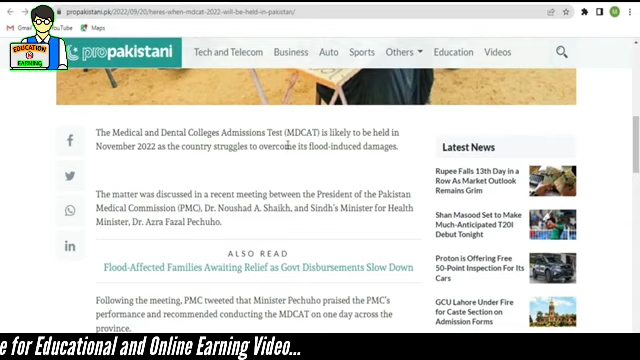 propakistani.pk/2022/09/20/heres-when-mdcat-2022-will-be-held-in-pakistan/
M
Gmail
YouTube
Maps
EDUCATION
EARNING
propakistani
Tech and Telecom Business Auto Sports Others Education Videos
The Medical and Dental Colleges Admissions Test (MDCAT) is likely to be held in
November 2022 as the country struggles to overcome its flood-induced damages.
The matter was discussed in a recent meeting between the President of the Pakistan
Medical Commission (PMC), Dr. Noushad A. Shaikh, and Sindh's Minister for Health
Minister, Dr. Azra Fazal Pechuho.
ALSO READ
Flood-Affected Families Awaiting Relief as Govt Disbursements Slow Down
Following the meeting, PMC tweeted that Minister Pechuho praised the PMC's
performance and recommended conducting the MDCAT on one day across the
province.
Latest News
Rupee Falls 13th Day in a
Row As Market Outlook
Remains Grim
Shan Masood Set to Make
Much-Anticipated T20I
Debut Tonight
Proton is Offering Free
50-Point Inspection For Its
Cars
GCU Lahore Under Fire
for Caste Section on
Admission Forms
e for Educational and Online Earning Video...